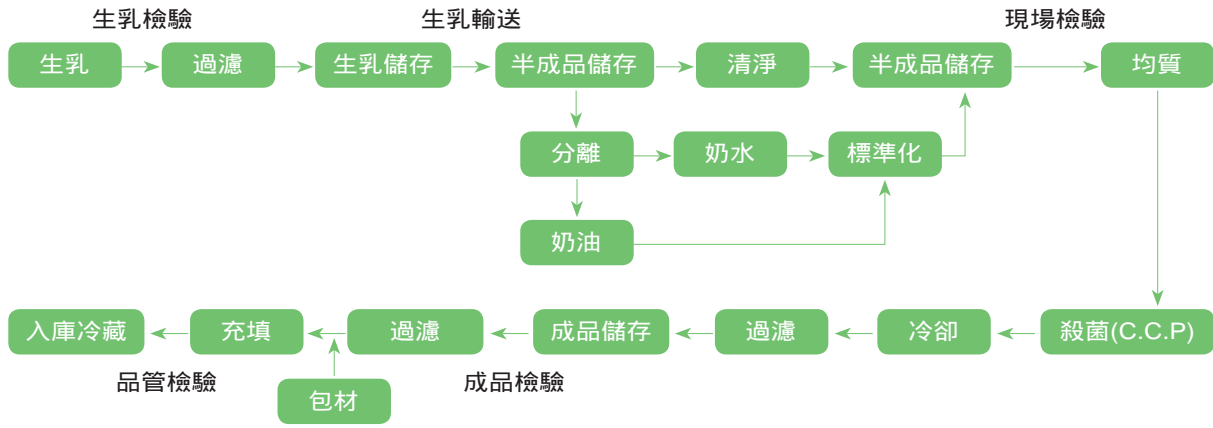 生乳檢驗
生乳輸送
現場檢驗
生乳
過濾
生乳儲存
半成品儲存
清淨
半成品儲存
均質
分離
奶水
標準化
奶油
入庫冷藏
充填
過濾
成品儲存
過濾
冷卻
殺菌(C.C.P)
品管檢驗
成品檢驗
包材